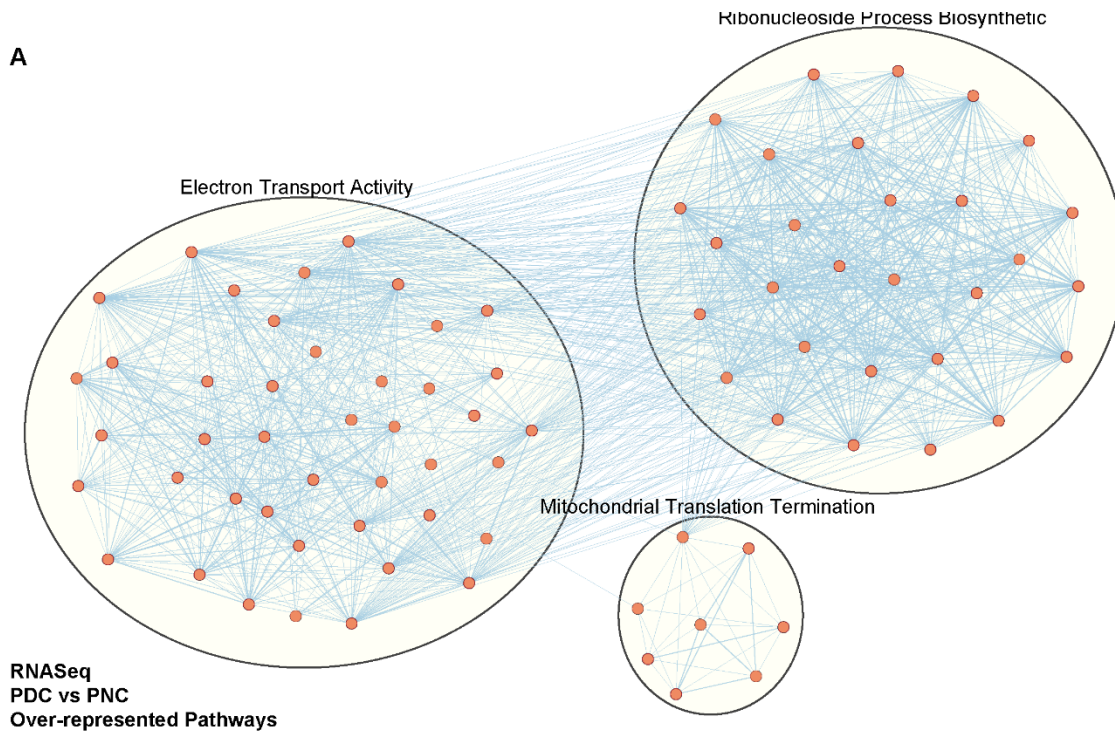 Ribonucleoside Process Biosynthetic
A
Electron Transport Activity
Mitochondrial Translation Termination
RNASeq
PDC vs PNC
Over-represented Pathways